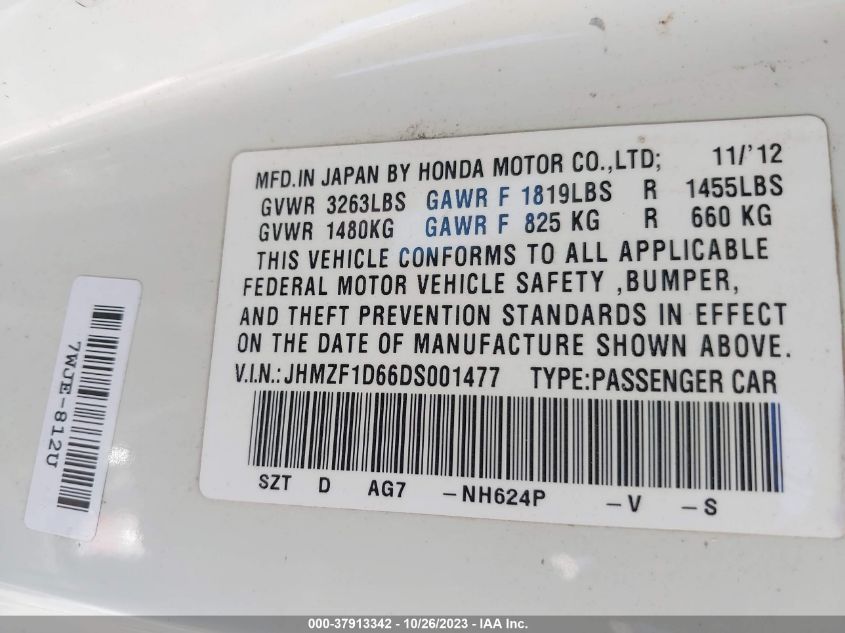 MFD.IN JAPAN BY HONDA MOTOR CO.,LTD; 11/'12
GVWR 3263LBS GAWR F 1819LBS R 1455LBS
GVWR 1480KG GAWR F 825 KG R 660 KG
THIS VEHICLE CONFORMS TO ALL APPLICABLE
FEDERAL MOTOR VEHICLE SAFETY ,BUMPER,
AND THEFT PREVENTION STANDARDS IN EFFECT
ON THE DATE OF MANUFACTURE SHOWN ABOVE.
V.I.N.: JHMZF1D66DS001477 TYPE:PASSENGER CAR
SZT D AG7 -NH624P -V -S
7WJE-812U
000-37913342 - 10/26/2023 - IAA Inc.